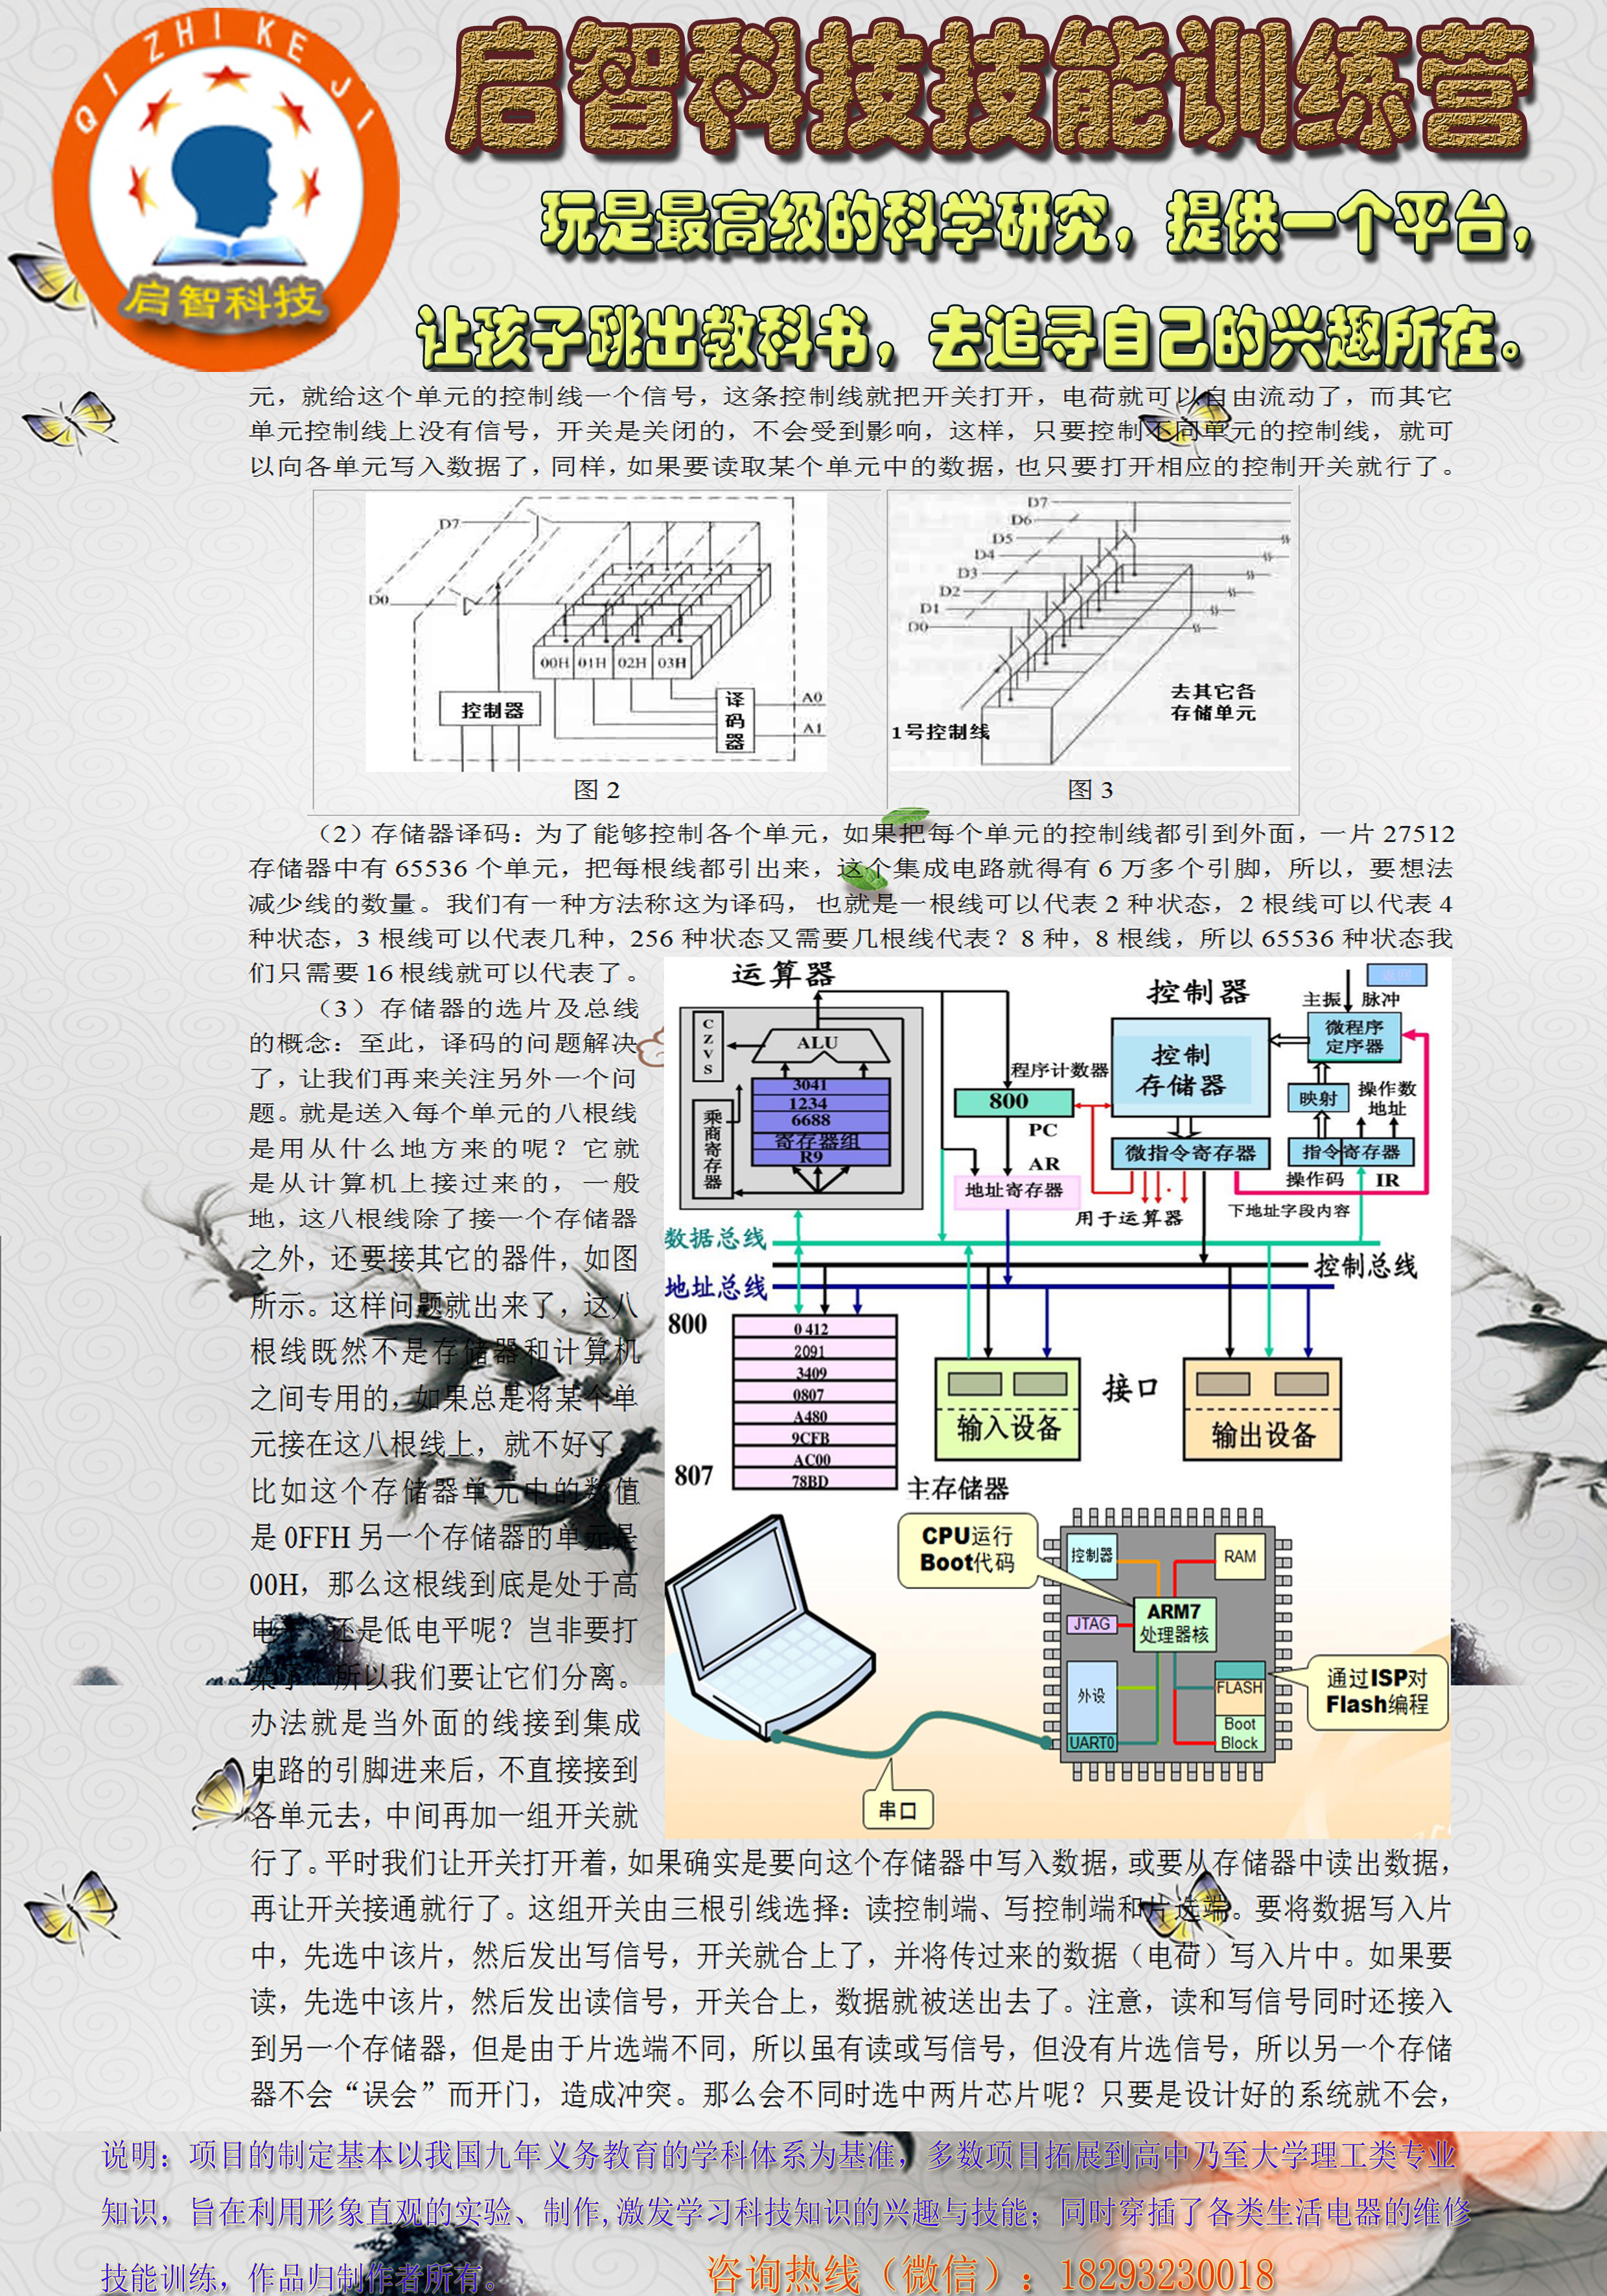 QI ZHI KE JI
启智科技
启智科技技能训练营
玩是最高级的科学研究，提供一个平台，
让孩子跳出教科书，去追寻自己的兴趣所在。
元，就给这个单元的控制线一个信号，这条控制线就把开关打开，电荷就可以自由流动了，而其它
单元控制线上没有信号，开关是关闭的，不会受到影响，这样，只要控制不同单元的控制线，就可
以向各单元写入数据了，同样，如果要读取某个单元中的数据，也只要打开相应的控制开关就行了。
D7
D0
00H 01H 02H 03H
控制器
译码器
A0
A1
图 2
D7
D6
D5
D4
D3
D2
D1
D0
去其它各
存储单元
1号控制线
图 3
（2）存储器译码：为了能够控制各个单元，如果把每个单元的控制线都引到外面，一片 27512
存储器中有 65536 个单元，把每根线都引出来，这个集成电路就得有 6 万多个引脚，所以，要想法
减少线的数量。我们有一种方法称这为译码，也就是一根线可以代表 2 种状态，2 根线可以代表 4
种状态，3 根线可以代表几种，256 种状态又需要几根线代表？8 种，8 根线，所以 65536 种状态我
们只需要 16 根线就可以代表了。
（3）存储器的选片及总线
的概念：至此，译码的问题解决
了，让我们再来关注另外一个问
题。就是送入每个单元的八根线
是用从什么地方来的呢？它就
是从计算机上接过来的，一般
地，这八根线除了接一个存储器
之外，还要接其它的器件，如图
所示。这样问题就出来了，这八
根线既然不是存储器和计算机
之间专用的，如果总是将某个单
元接在这八根线上，就不好了，
比如这个存储器单元中的数值
是 0FFH 另一个存储器的单元是
00H，那么这根线到底是处于高
电平，还是低电平呢？岂非要打
架了？所以我们要让它们分离。
办法就是当外面的线接到集成
电路的引脚进来后，不直接接到
各单元去，中间再加一组开关就
运算器
控制器
主振 脉冲
CZVS
ALU
3041
1234
6688
寄存器组
R9
乘商寄存器
程序计数器
800
PC
AR
地址寄存器
控制
存储器
微程序
定序器
映射
操作数
地址
微指令寄存器
指令寄存器
操作码
IR
用于运算器
下地址字段内容
数据总线
控制总线
地址总线
800
0 412
2091
3409
0807
A480
9CFB
AC00
78BD
807
主存储器
接口
输入设备
输出设备
CPU运行
Boot代码
控制器
RAM
JTAG
ARM7
处理器核
外设
FLASH
Boot
Block
UART0
通过ISP对
Flash编程
串口
行了。平时我们让开关打开着，如果确实是要向这个存储器中写入数据，或要从存储器中读出数据，
再让开关接通就行了。这组开关由三根引线选择：读控制端、写控制端和片选端。要将数据写入片
中，先选中该片，然后发出写信号，开关就合上了，并将传过来的数据（电荷）写入片中。如果要
读，先选中该片，然后发出读信号，开关合上，数据就被送出去了。注意，读和写信号同时还接入
到另一个存储器，但是由于片选端不同，所以虽有读或写信号，但没有片选信号，所以另一个存储
器不会“误会”而开门，造成冲突。那么会不同时选中两片芯片呢？只要是设计好的系统就不会，
说明：项目的制定基本以我国九年义务教育的学科体系为基准，多数项目拓展到高中乃至大学理工类专业
知识，旨在利用形象直观的实验、制作,激发学习科技知识的兴趣与技能；同时穿插了各类生活电器的维修
技能训练，作品归制作者所有。
咨询热线（微信）：18293230018